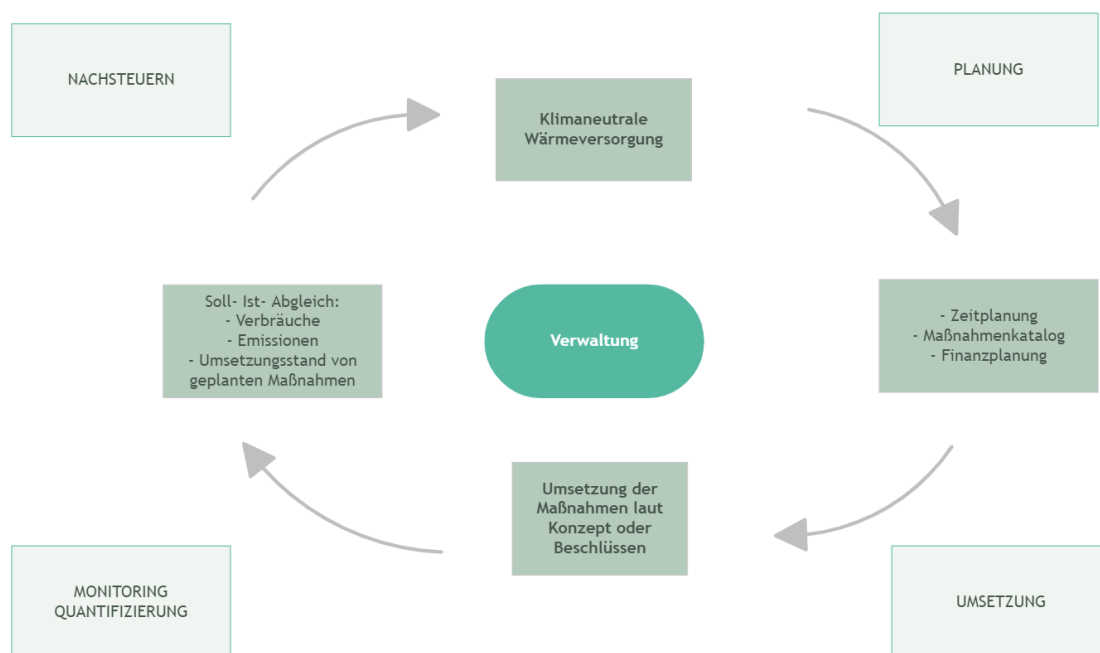 NACHSTEUERN
PLANUNG
Klimaneutrale
Wärmeversorgung
Soll- Ist- Abgleich:
- Verbräuche
- Emissionen
- Umsetzungsstand von
geplanten Maßnahmen
Verwaltung
- Zeitplanung
- Maßnahmenkatalog
- Finanzplanung
Umsetzung der
Maßnahmen laut
Konzept oder
Beschlüssen
MONITORING
QUANTIFIZIERUNG
UMSETZUNG